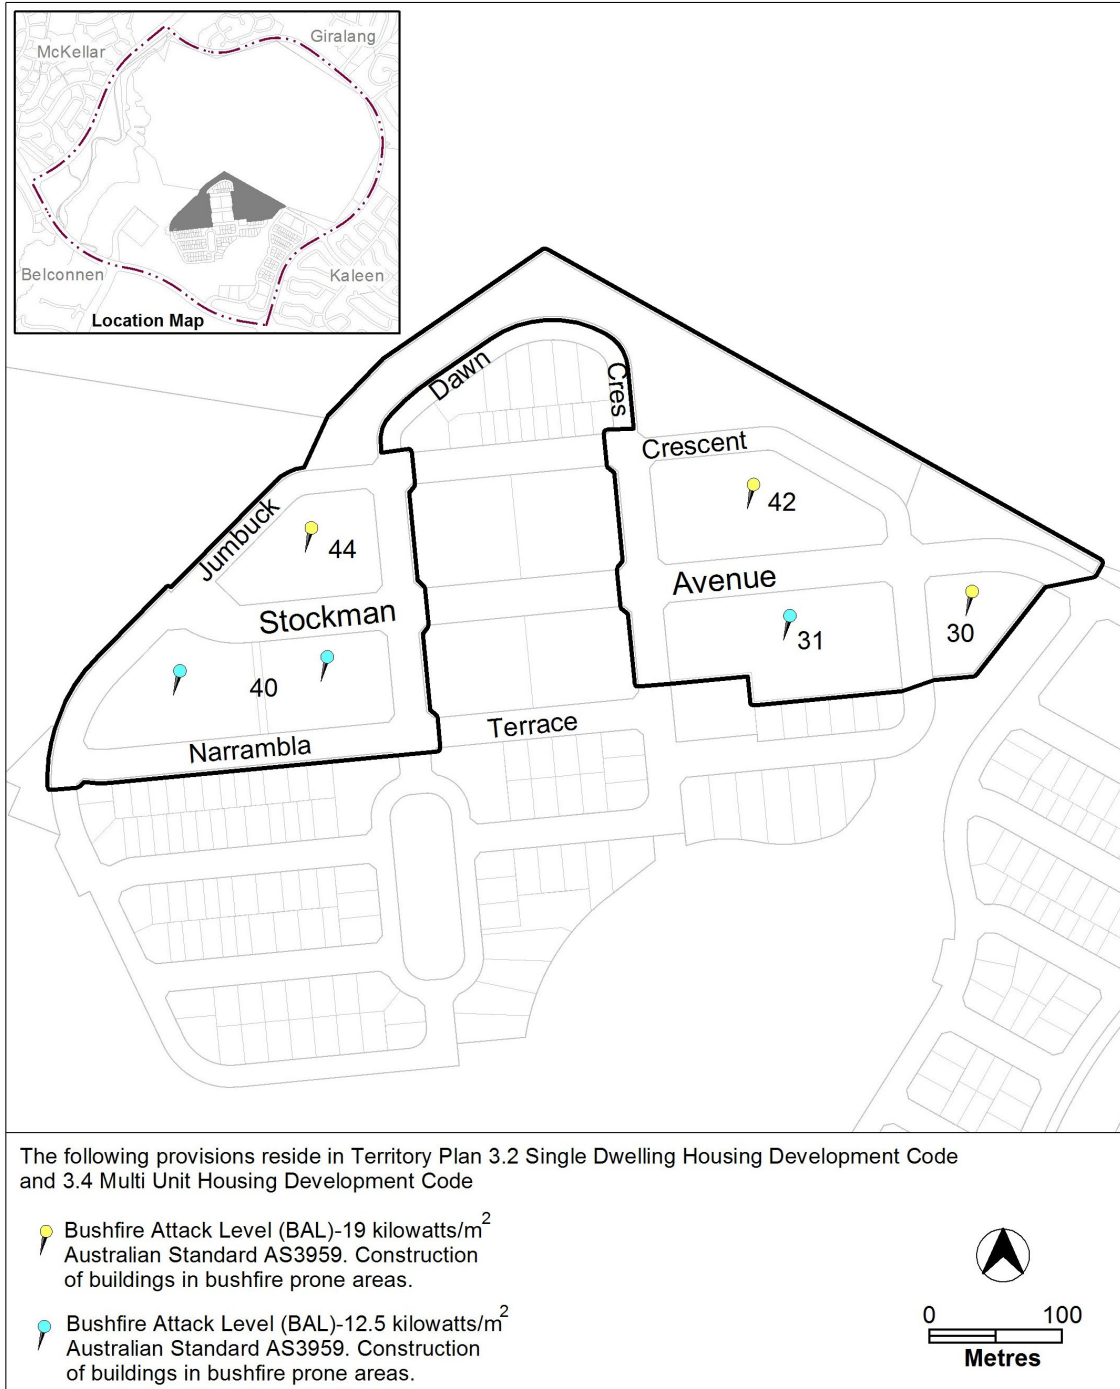 McKellar
Giralang
Belconnen
Kaleen
Location Map
Dawn
Cres
Crescent
42
Jumbuck
44
Avenue
Stockman
30
31
40
Terrace
Narrambla
The following provisions reside in Territory Plan 3.2 Single Dwelling Housing Development Code
and 3.4 Multi Unit Housing Development Code
Bushfire Attack Level (BAL)-19 kilowatts/m²
Australian Standard AS3959. Construction
of buildings in bushfire prone areas.
Bushfire Attack Level (BAL)-12.5 kilowatts/m²
Australian Standard AS3959. Construction
of buildings in bushfire prone areas.
0 100
Metres